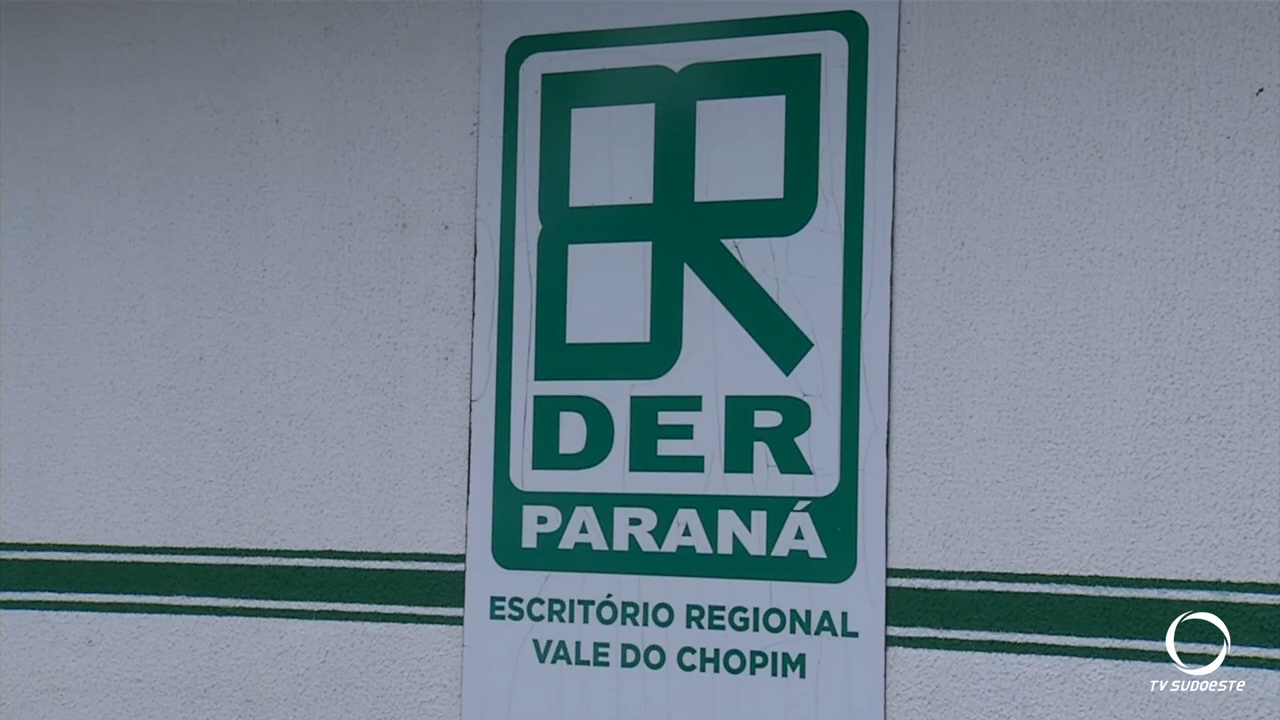 DER
PARANÁ
ESCRITÓRIO REGIONAL
VALE DO CHOPIM
TV SUDOESTE